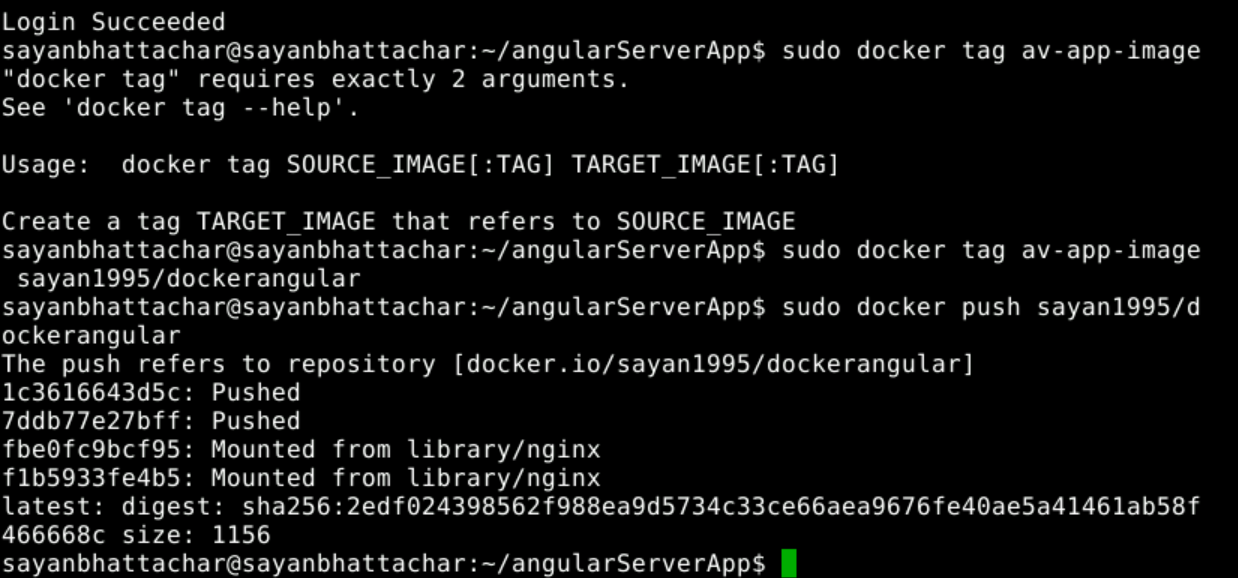 Login Succeeded
sayanbhattachar@sayanbhattachar:~/angularServerApp$ sudo docker tag av-app-image
"docker tag" requires exactly 2 arguments.
See 'docker tag --help'.
Usage:  docker tag SOURCE_IMAGE[:TAG] TARGET_IMAGE[:TAG]
Create a tag TARGET_IMAGE that refers to SOURCE_IMAGE
sayanbhattachar@sayanbhattachar:~/angularServerApp$ sudo docker tag av-app-image
 sayan1995/dockerangular
sayanbhattachar@sayanbhattachar:~/angularServerApp$ sudo docker push sayan1995/d
ockerangular
The push refers to repository [docker.io/sayan1995/dockerangular]
1c3616643d5c: Pushed
7ddb77e27bff: Pushed
fbe0fc9bcf95: Mounted from library/nginx
f1b5933fe4b5: Mounted from library/nginx
latest: digest: sha256:2edf024398562f988ea9d5734c33ce66aea9676fe40ae5a41461ab58f
466668c size: 1156
sayanbhattachar@sayanbhattachar:~/angularServerApp$